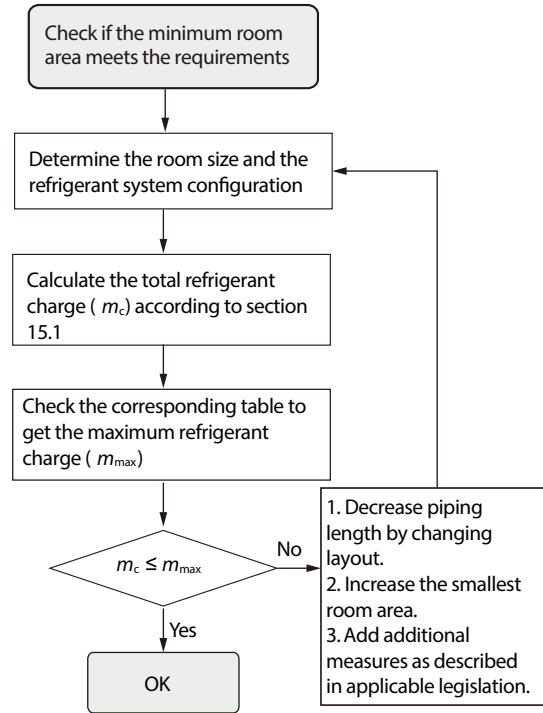 Check if the minimum room
area meets the requirements
Determine the room size and the
refrigerant system configuration
Calculate the total refrigerant
charge ( mc) according to section
15.1
Check the corresponding table to
get the maximum refrigerant
charge ( mmax)
mc ≤ mmax
No
Yes
OK
1. Decrease piping
length by changing
layout.
2. Increase the smallest
room area.
3. Add additional
measures as described
in applicable legislation.